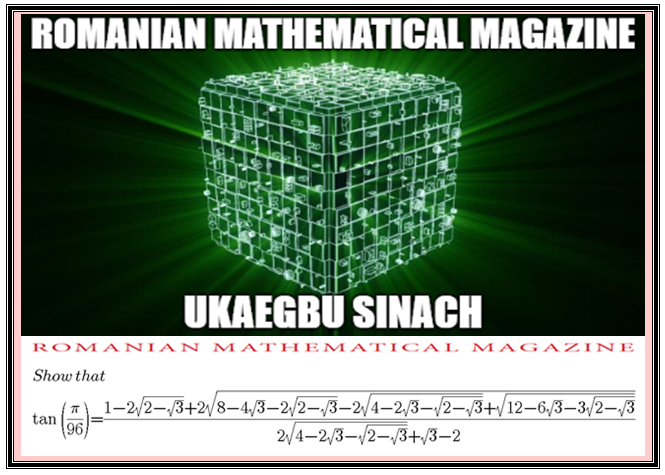 ROMANIAN MATHEMATICAL MAGAZINE
UKAEGBU SINACH
ROMANIAN MATHEMATICAL MAGAZINE
Show that
tan(π/96)=(1−2√(2−√3)+2√(8−4√3−2√(2−√3)−2√(4−2√3−√(2−√3))+√(12−6√3−3√(2−√3))))/(2√(4−2√3−√(2−√3))+√3−2)